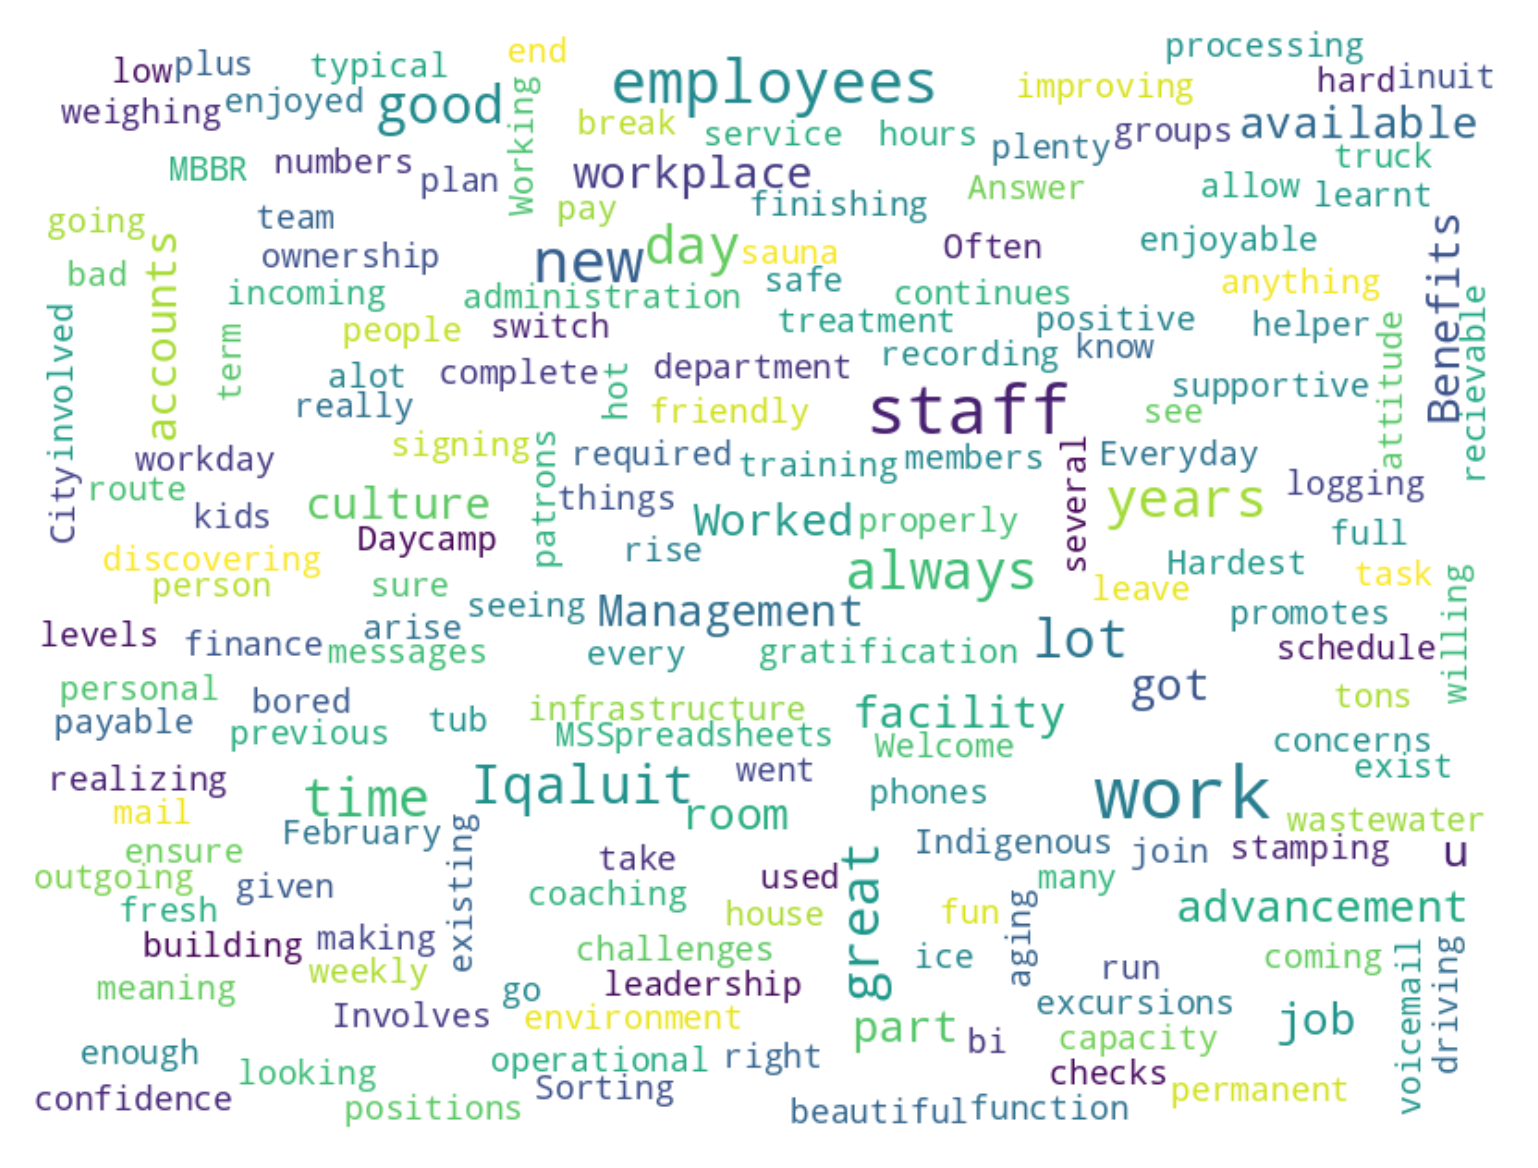 end
processing
low
plus
typical
employees
improving
hard
inuit
weighing
enjoyed
good
Working
break
service
hours
plenty
groups
available
MBBR
numbers
plan
workplace
Answer
allow
truck
learnt
going
team
pay
finishing
ownership
new
day
sauna
Often
enjoyable
Benefits
bad
accounts
incoming
administration
safe
continues
anything
involved
term
people
switch
treatment
positive
helper
recievable
alot
complete
hot
department
recording
know
attitude
really
friendly
staff
see
supportive
signing
patrons
required
training
members
several
Everyday
City
workday
route
kids
culture
things
Worked
properly
years
logging
discovering
Daycamp
rise
always
Hardest
full
person
sure
leave
task
willing
levels
finance
arise
seeing
Management
promotes
messages
every
gratification
lot
schedule
personal
bored
got
tons
payable
previous
tub
infrastructure
MSSpreadsheets
facility
Welcome
concerns
exist
realizing
time
Iqaluit
went
phones
work
mail
February
existing
room
wastewater
ensure
take
great
Indigenous
join
stamping
u
outgoing
given
coaching
used
many
fresh
house
fun
aging
advancement
building
making
challenges
ice
run
coming
voicemail
driving
meaning
weekly
go
leadership
excursions
Involves
environment
part
bi
capacity
job
enough
looking
operational
right
checks
confidence
positions
Sorting
beautiful
function
permanent